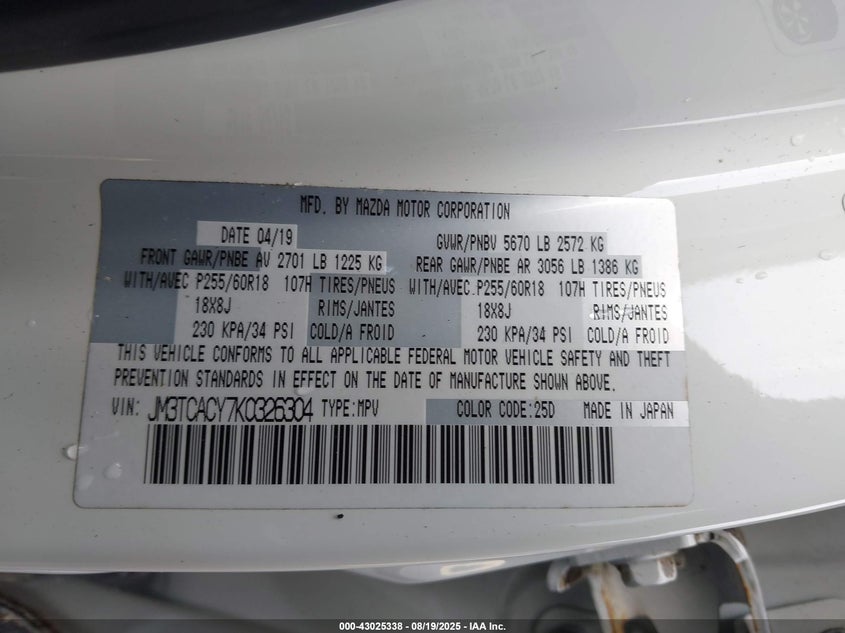 MFD. BY MAZDA MOTOR CORPORATION
DATE 04/19 GVWR/PNBV 5670 LB 2572 KG
FRONT GAWR/PNBE AV 2701 LB 1225 KG REAR GAWR/PNBE AR 3056 LB 1386 KG
WITH/AVEC P255/60R18 107H TIRES/PNEUS WITH/AVEC P255/60R18 107H TIRES/PNEUS
18X8J RIMS/JANTES 18X8J RIMS/JANTES
230 KPA/34 PSI COLD/A FROID 230 KPA/34 PSI COLD/A FROID
THIS VEHICLE CONFORMS TO ALL APPLICABLE FEDERAL MOTOR VEHICLE SAFETY AND THEFT
PREVENTION STANDARDS IN EFFECT ON THE DATE OF MANUFACTURE SHOWN ABOVE.
VIN: JM3TCACY7K0326304 TYPE:MPV COLOR CODE:25D MADE IN JAPAN
000-43025338 - 08/19/2025 - IAA Inc.